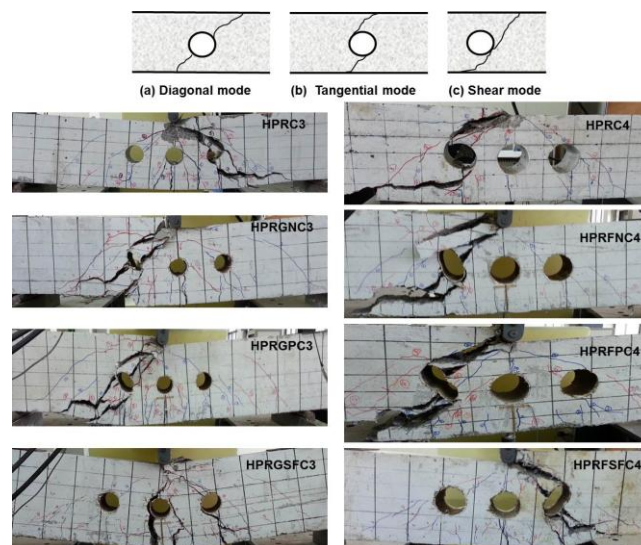 (a) Diagonal mode
(b) Tangential mode
(c) Shear mode
HPRC3
HPRC4
HPRGNC3
HPRFNC4
HPRGPC3
HPRFPC4
HPRGSFC3
HPRFSFC4